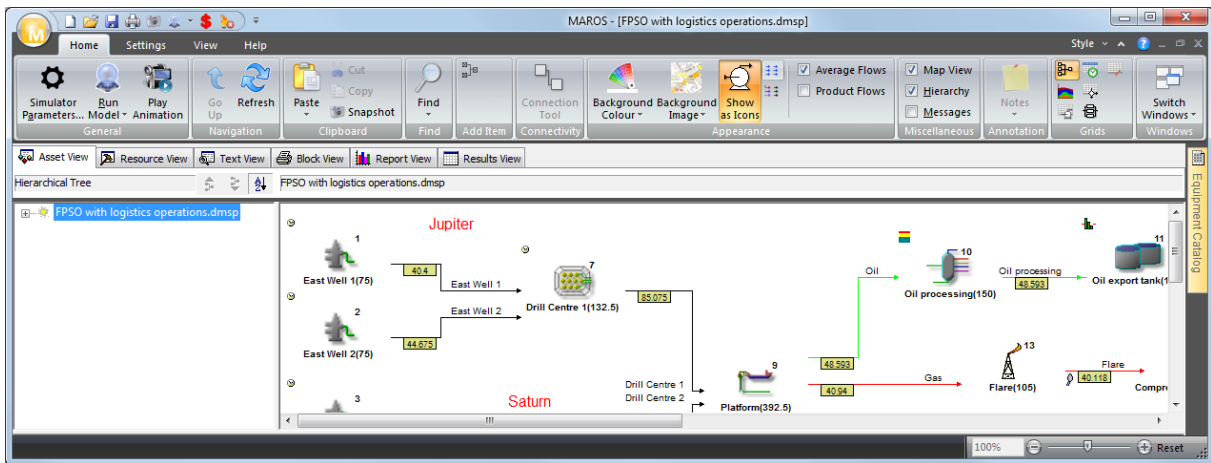 MAROS - [FPSO with logistics operations.dmsp]
M
Home Settings View Help
Style
Simulator Parameters...
Run Model
Play Animation
General
Go Up
Refresh
Navigation
Paste
Cut
Copy
Snapshot
Clipboard
Find
Find
Add Item
Connection Tool
Connectivity
Background Colour
Background Image
Show as Icons
Average Flows
Product Flows
Appearance
Map View
Hierarchy
Messages
Miscellaneous
Notes
Annotation
Grids
Switch Windows
Windows
Asset View Resource View Text View Block View Report View Results View
Hierarchical Tree
FPSO with logistics operations.dmsp
FPSO with logistics operations.dmsp
Equipment Catalog
Jupiter
1
East Well 1(75)
40.4
East Well 1
2
East Well 2(75)
44.675
East Well 2
7
Drill Centre 1(132.5)
85.075
3
Saturn
Drill Centre 1
Drill Centre 2
9
Platform(392.5)
48.593
Oil
40.94
Gas
10
Oil processing(150)
Oil processing
48.593
11
Oil export tank(1
13
Flare(105)
Flare
40.118
Compre
100%
Reset